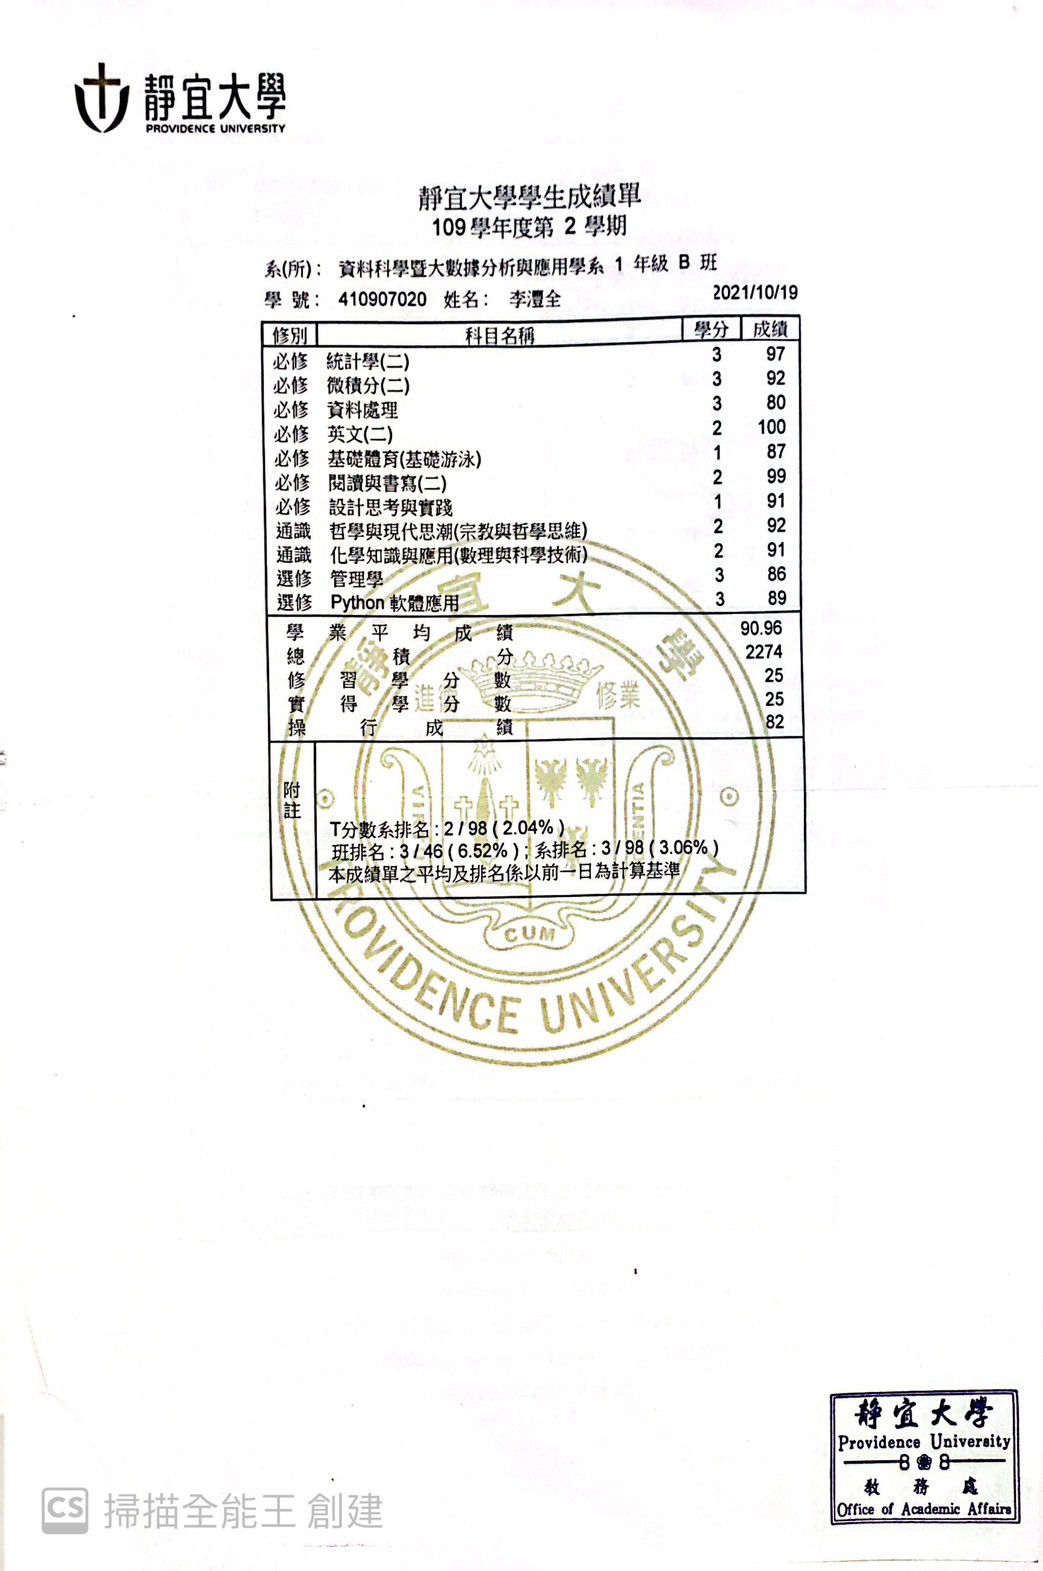 靜宜大學
PROVIDENCE UNIVERSITY
靜宜大學學生成績單
109 學年度第 2 學期
系(所)： 資料科學暨大數據分析與應用學系 1 年級 B 班
學 號： 410907020 姓名： 李灃全 2021/10/19
修別 科目名稱 學分 成績
必修 統計學(二) 3 97
必修 微積分(二) 3 92
必修 資料處理 3 80
必修 英文(二) 2 100
必修 基礎體育(基礎游泳) 1 87
必修 閱讀與書寫(二) 2 99
必修 設計思考與實踐 1 91
通識 哲學與現代思潮(宗教與哲學思維) 2 92
通識 化學知識與應用(數理與科學技術) 2 91
選修 管理學 3 86
選修 Python 軟體應用 3 89
學業平均成績 90.96
總積分 2274
修習學分數 25
實得學分數 25
操行成績 82
附註
T分數系排名 : 2 / 98 ( 2.04% )
班排名 : 3 / 46 ( 6.52% ) ; 系排名 : 3 / 98 ( 3.06% )
本成績單之平均及排名係以前一日為計算基準
靜宜大學
進德 修業
CUM
PROVIDENCE UNIVERSITY
靜宜大學
Providence University
教務處
Office of Academic Affairs
CS 掃描全能王 創建